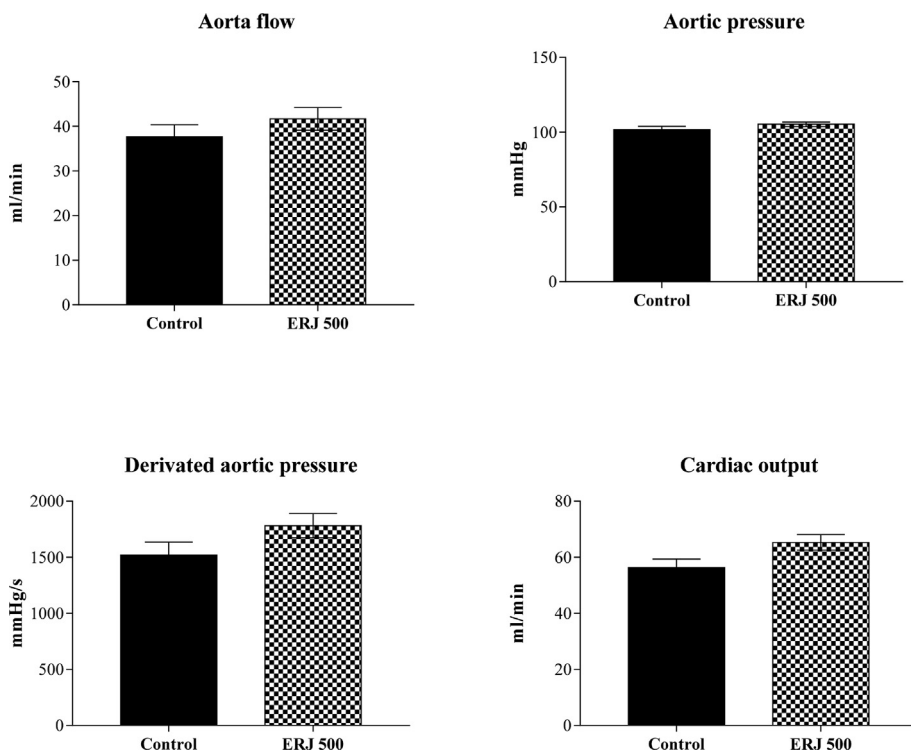 Aorta flow
50
40
30
20
10
0
ml/min
Control
ERJ 500
Aortic pressure
150
100
50
0
mmHg
Control
ERJ 500
Derivated aortic pressure
2000
1500
1000
500
0
mmHg/s
Control
ERJ 500
Cardiac output
80
60
40
20
0
ml/min
Control
ERJ 500